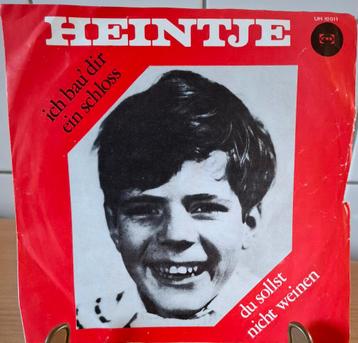 HEINTJE
UH 10 011
ich bau' dir
ein schloss
du sollst
nicht weinen